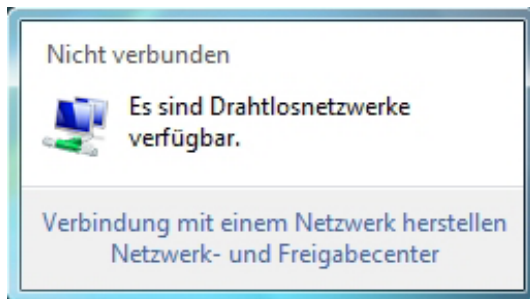 Nicht verbunden
Es sind Drahtlosnetzwerke
verfügbar.
Verbindung mit einem Netzwerk herstellen
Netzwerk- und Freigabecenter